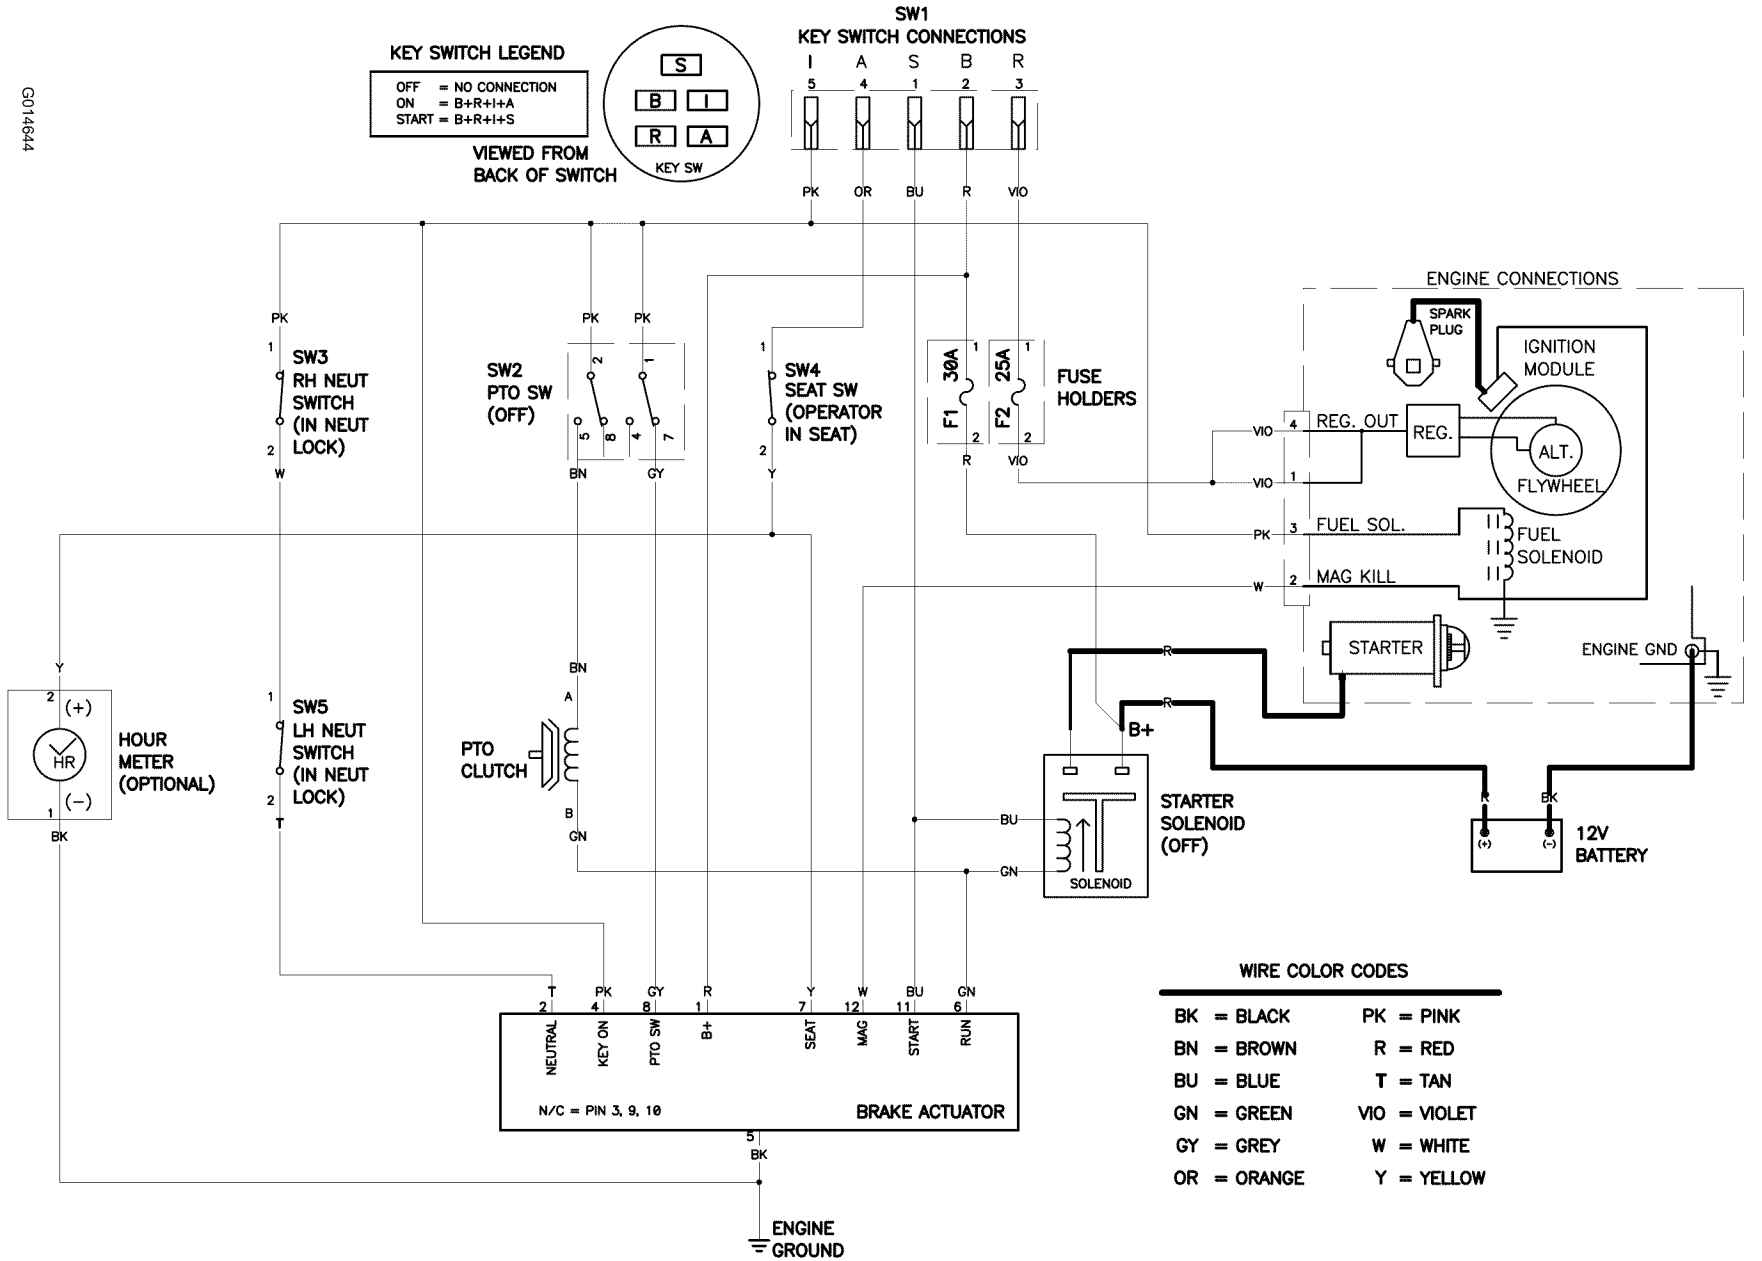 G014644
KEY SWITCH LEGEND
OFF = NO CONNECTION
ON = B+R+I+A
START = B+R+I+S
VIEWED FROM
BACK OF SWITCH
S
B I
R A
KEY SW
SW1
KEY SWITCH CONNECTIONS
I A S B R
5 4 1 2 3
PK OR BU R VIO
PK
1
SW3
RH NEUT
SWITCH
(IN NEUT
LOCK)
2
W
PK PK
SW2
PTO SW
(OFF)
2 1
5 8 4 7
BN GY
1
SW4
SEAT SW
(OPERATOR
IN SEAT)
2
Y
1 1
30A 25A
F1 F2
2 2
R VIO
FUSE
HOLDERS
ENGINE CONNECTIONS
SPARK
PLUG
IGNITION
MODULE
VIO 4 REG. OUT
REG.
ALT.
FLYWHEEL
VIO 1
PK 3 FUEL SOL.
FUEL
SOLENOID
W 2 MAG KILL
STARTER
ENGINE GND
R
R
B+
Y
2 (+)
HR
1 (-)
BK
HOUR
METER
(OPTIONAL)
1
SW5
LH NEUT
SWITCH
(IN NEUT
LOCK)
2
T
BN
A
PTO
CLUTCH
B
GN
BU
GN
SOLENOID
STARTER
SOLENOID
(OFF)
R BK
(+) (-)
12V
BATTERY
T PK GY R Y W BU GN
2 4 8 1 7 12 11 6
NEUTRAL KEY ON PTO SW B+ SEAT MAG START RUN
N/C = PIN 3, 9, 10
BRAKE ACTUATOR
5
BK
ENGINE
GROUND
WIRE COLOR CODES
BK = BLACK PK = PINK
BN = BROWN R = RED
BU = BLUE T = TAN
GN = GREEN VIO = VIOLET
GY = GREY W = WHITE
OR = ORANGE Y = YELLOW